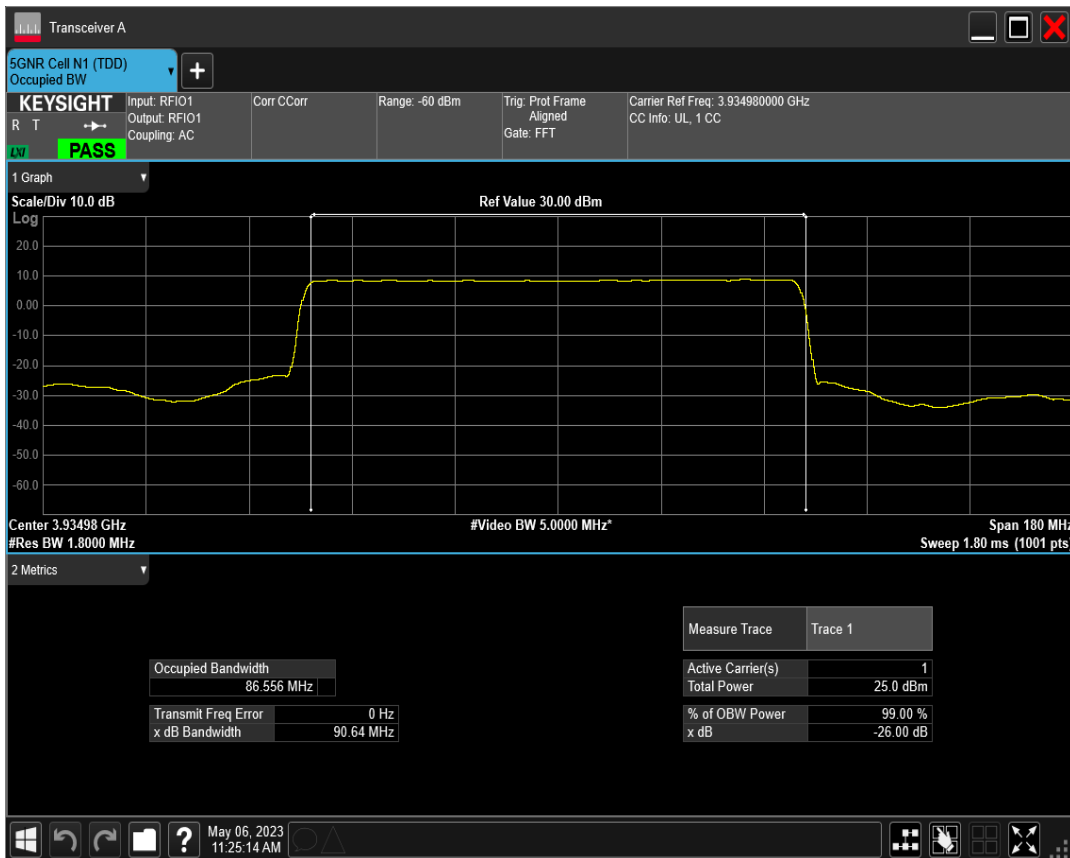 Transceiver A
5GNR Cell N1 (TDD)
Occupied BW
+
KEYSIGHT
R T
LXI
PASS
Input: RFIO1
Output: RFIO1
Coupling: AC
Corr CCorr
Range: -60 dBm
Trig: Prot Frame
Aligned
Gate: FFT
Carrier Ref Freq: 3.934980000 GHz
CC Info: UL, 1 CC
1 Graph
Scale/Div 10.0 dB
Ref Value 30.00 dBm
Log
20.0
10.0
0.00
-10.0
-20.0
-30.0
-40.0
-50.0
-60.0
Center 3.93498 GHz
#Video BW 5.0000 MHz*
Span 180 MHz
#Res BW 1.8000 MHz
Sweep 1.80 ms (1001 pts)
2 Metrics
Measure Trace Trace 1
Occupied Bandwidth
86.556 MHz
Active Carrier(s) 1
Total Power 25.0 dBm
Transmit Freq Error 0 Hz
x dB Bandwidth 90.64 MHz
% of OBW Power 99.00 %
x dB -26.00 dB
?
May 06, 2023
11:25:14 AM